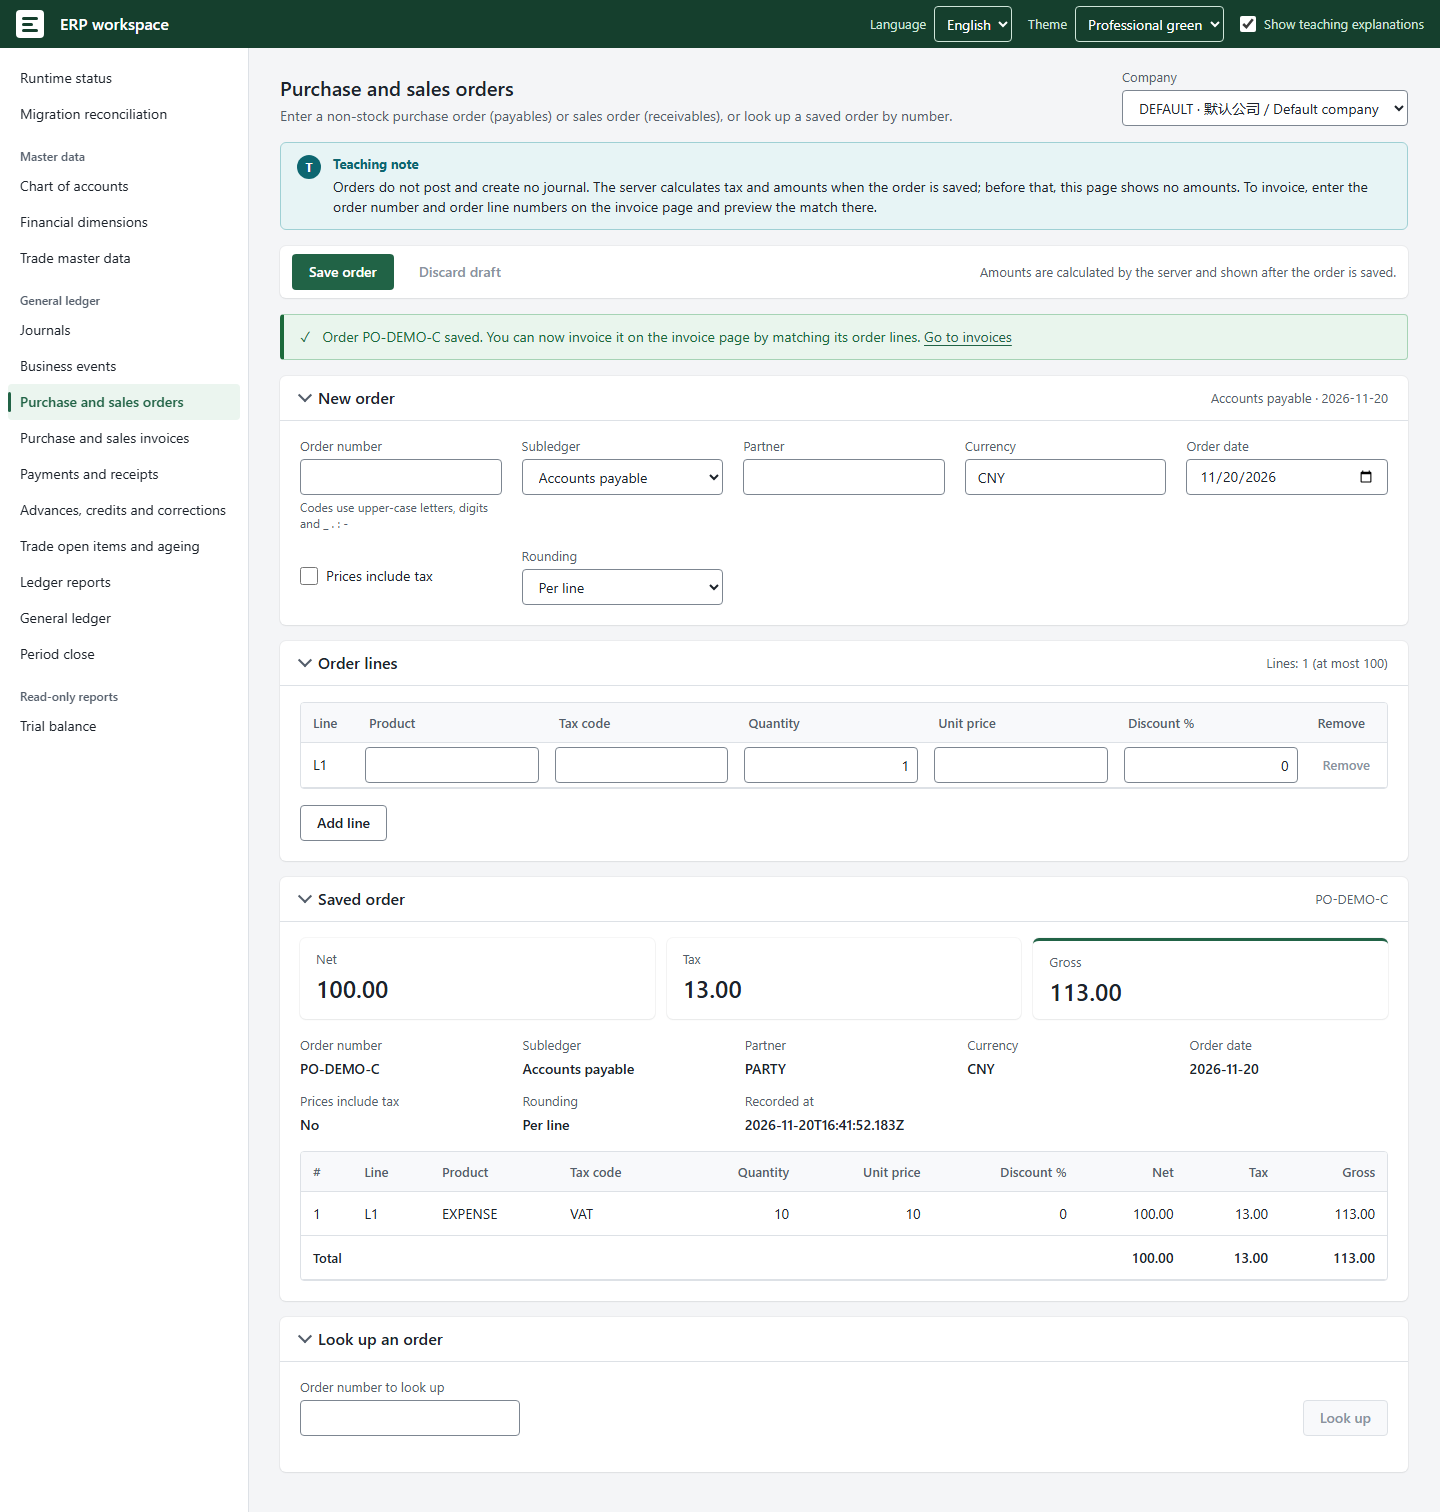 ERP workspace
Language English Theme Professional green Show teaching explanations
Runtime status
Migration reconciliation
Master data
Chart of accounts
Financial dimensions
Trade master data
General ledger
Journals
Business events
Purchase and sales orders
Purchase and sales invoices
Payments and receipts
Advances, credits and corrections
Trade open items and ageing
Ledger reports
General ledger
Period close
Read-only reports
Trial balance
Purchase and sales orders
Enter a non-stock purchase order (payables) or sales order (receivables), or look up a saved order by number.
Company
DEFAULT · 默认公司 / Default company
T
Teaching note
Orders do not post and create no journal. The server calculates tax and amounts when the order is saved; before that, this page shows no amounts. To invoice, enter the
order number and order line numbers on the invoice page and preview the match there.
Save order Discard draft Amounts are calculated by the server and shown after the order is saved.
✓ Order PO-DEMO-C saved. You can now invoice it on the invoice page by matching its order lines. Go to invoices
New order Accounts payable · 2026-11-20
Order number Subledger Partner Currency Order date
Accounts payable CNY 11/20/2026
Codes use upper-case letters, digits
and _ . : -
Rounding
Prices include tax Per line
Order lines Lines: 1 (at most 100)
Line Product Tax code Quantity Unit price Discount % Remove
L1 1 0 Remove
Add line
Saved order PO-DEMO-C
Net Tax Gross
100.00 13.00 113.00
Order number Subledger Partner Currency Order date
PO-DEMO-C Accounts payable PARTY CNY 2026-11-20
Prices include tax Rounding Recorded at
No Per line 2026-11-20T16:41:52.183Z
# Line Product Tax code Quantity Unit price Discount % Net Tax Gross
1 L1 EXPENSE VAT 10 10 0 100.00 13.00 113.00
Total 100.00 13.00 113.00
Look up an order
Order number to look up
Look up